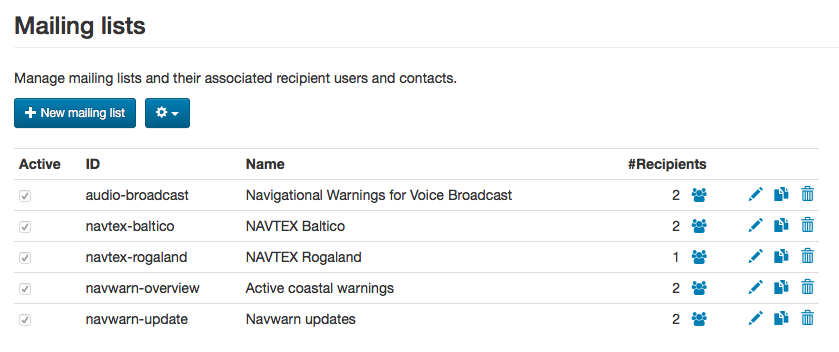 Mailing lists
Manage mailing lists and their associated recipient users and contacts.
New mailing list
Active ID Name #Recipients
audio-broadcast Navigational Warnings for Voice Broadcast 2
navtex-baltico NAVTEX Baltico 2
navtex-rogaland NAVTEX Rogaland 1
navwarn-overview Active coastal warnings 2
navwarn-update Navwarn updates 2